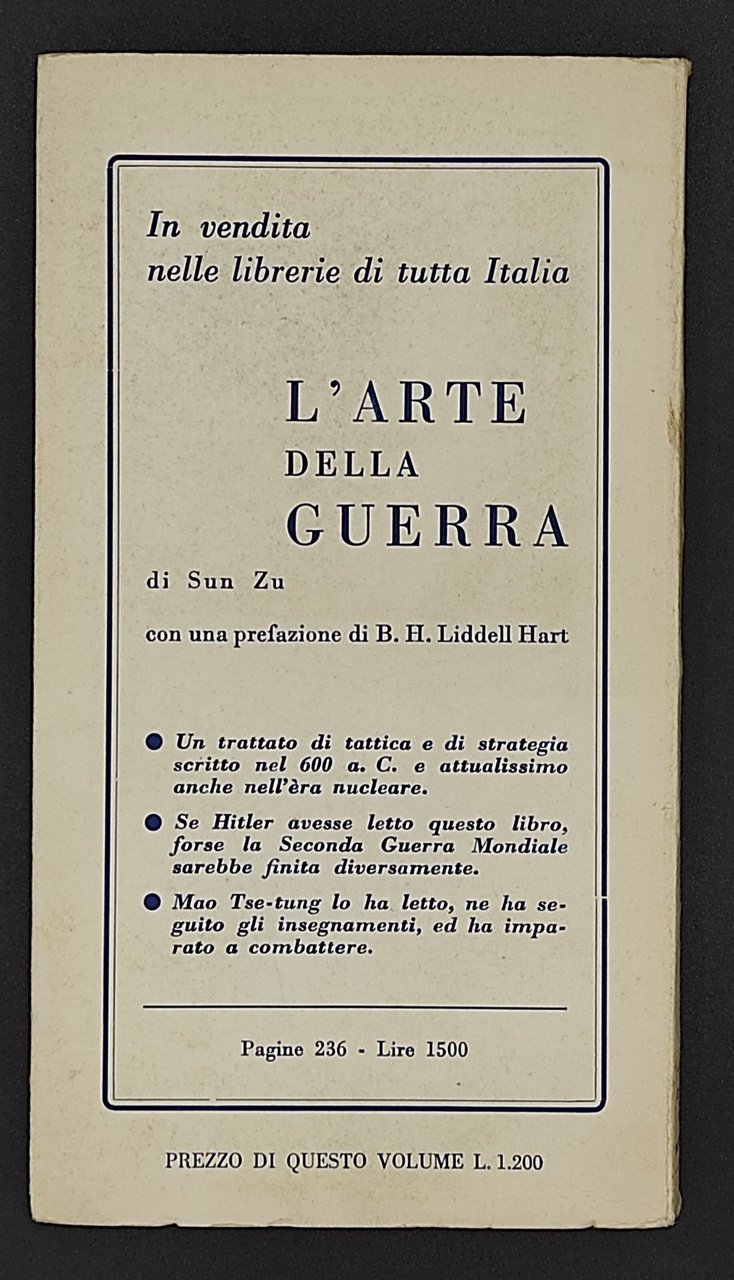 In vendita
nelle librerie di tutta Italia
L'ARTE
DELLA
GUERRA
di Sun Zu
con una prefazione di B. H. Liddell Hart
● Un trattato di tattica e di strategia
scritto nel 600 a. C. e attualissimo
anche nell'èra nucleare.
● Se Hitler avesse letto questo libro,
forse la Seconda Guerra Mondiale
sarebbe finita diversamente.
● Mao Tse-tung lo ha letto, ne ha se-
guito gli insegnamenti, ed ha impa-
rato a combattere.
Pagine 236 - Lire 1500
PREZZO DI QUESTO VOLUME L. 1.200